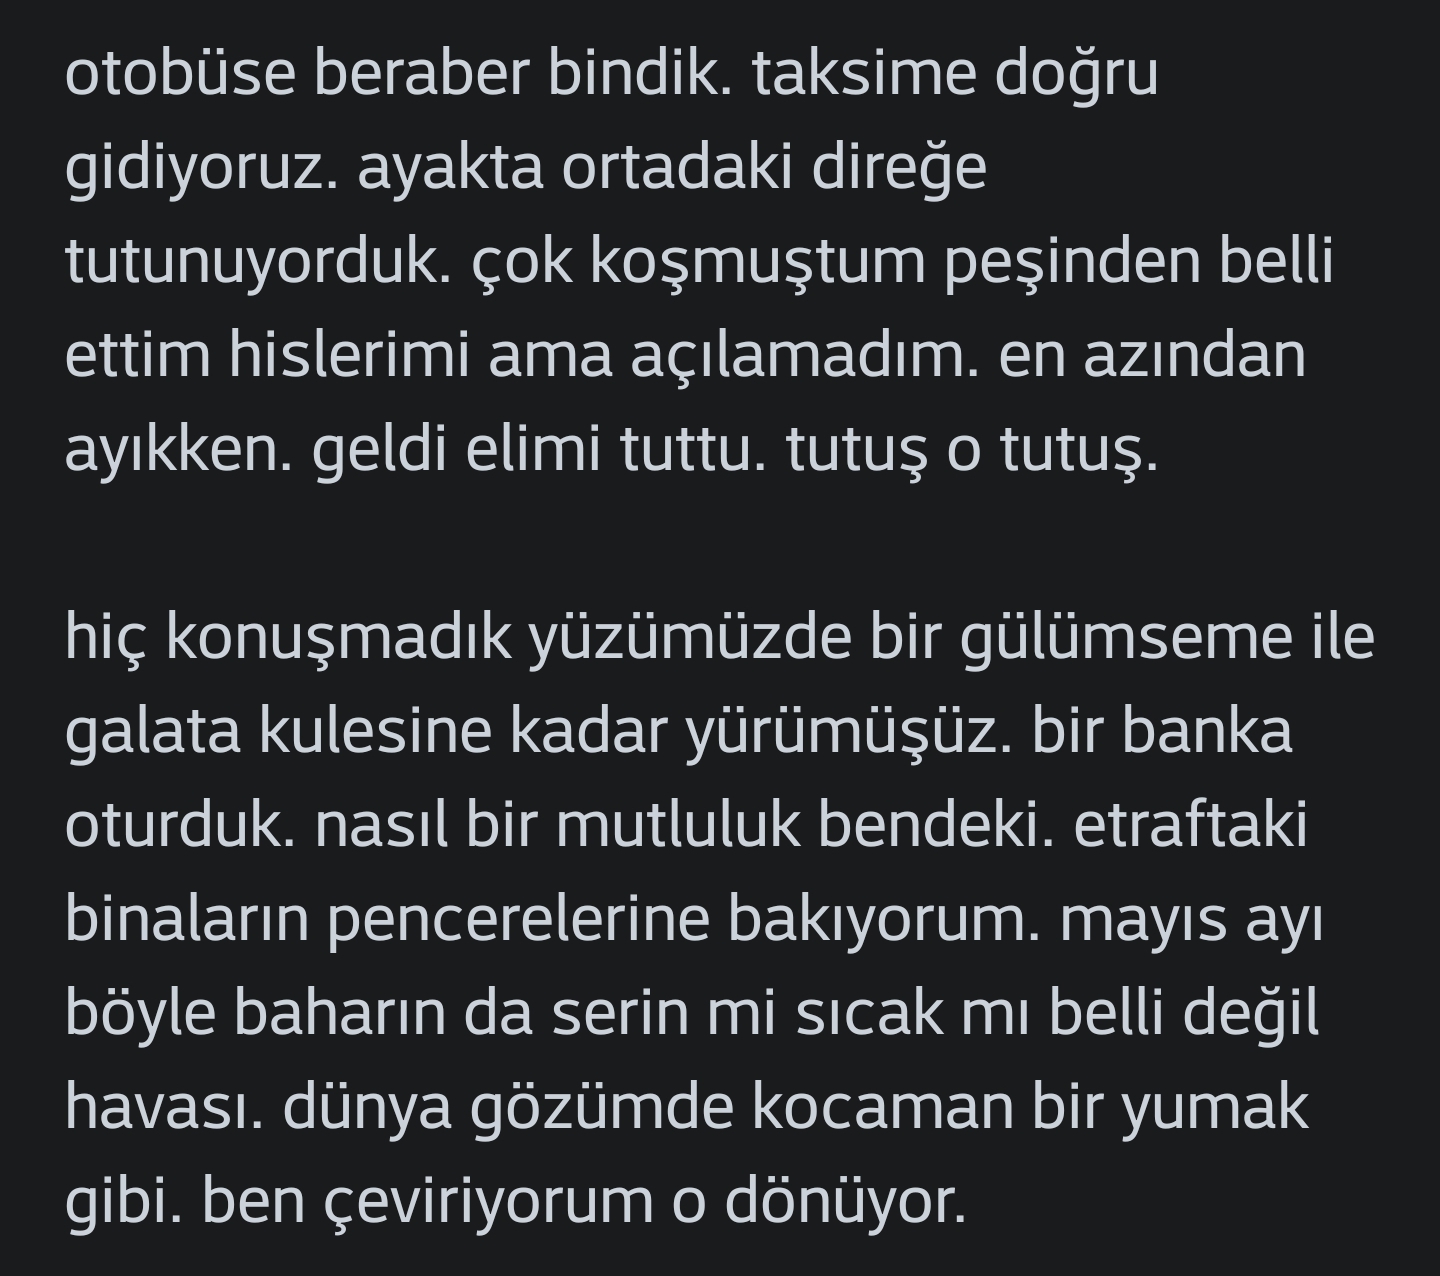 otobüse beraber bindik. taksime doğru
gidiyoruz. ayakta ortadaki direğe
tutunuyorduk. çok koşmuştum peşinden belli
ettim hislerimi ama açılamadım. en azından
ayıkken. geldi elimi tuttu. tutuş o tutuş.
hiç konuşmadık yüzümüzde bir gülümseme ile
galata kulesine kadar yürümüşüz. bir banka
oturduk. nasıl bir mutluluk bendeki. etraftaki
binaların pencerelerine bakıyorum. mayıs ayı
böyle baharın da serin mi sıcak mı belli değil
havası. dünya gözümde kocaman bir yumak
gibi. ben çeviriyorum o dönüyor.